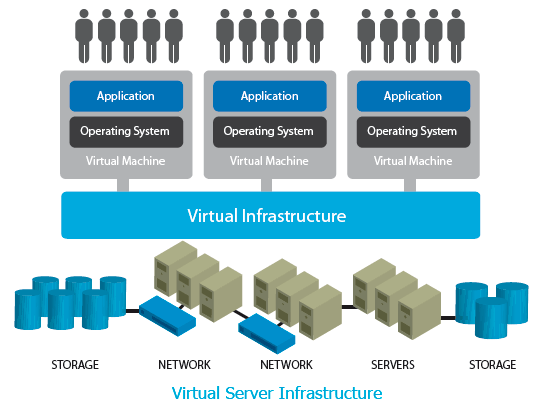 Application
Application
Application
Operating System
Operating System
Operating System
Virtual Machine
Virtual Machine
Virtual Machine
Virtual Infrastructure
STORAGE
NETWORK
NETWORK
SERVERS
STORAGE
Virtual Server Infrastructure